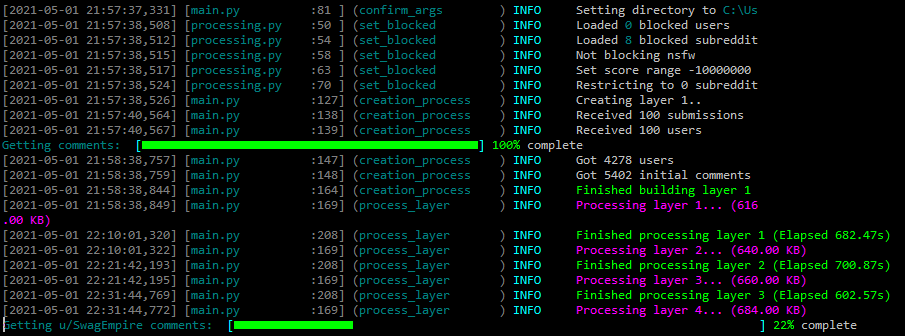 [2021-05-01 21:57:37,331] [main.py :81 ] (confirm_args ) INFO Setting directory to C:\Us
[2021-05-01 21:57:38,508] [processing.py :50 ] (set_blocked ) INFO Loaded 0 blocked users
[2021-05-01 21:57:38,512] [processing.py :54 ] (set_blocked ) INFO Loaded 8 blocked subreddit
[2021-05-01 21:57:38,515] [processing.py :58 ] (set_blocked ) INFO Not blocking nsfw
[2021-05-01 21:57:38,517] [processing.py :63 ] (set_blocked ) INFO Set score range -10000000
[2021-05-01 21:57:38,524] [processing.py :70 ] (set_blocked ) INFO Restricting to 0 subreddit
[2021-05-01 21:57:38,526] [main.py :127] (creation_process ) INFO Creating layer 1..
[2021-05-01 21:57:40,564] [main.py :138] (creation_process ) INFO Received 100 submissions
[2021-05-01 21:57:40,567] [main.py :139] (creation_process ) INFO Received 100 users
Getting comments: [ ] 100% complete
[2021-05-01 21:58:38,757] [main.py :147] (creation_process ) INFO Got 4278 users
[2021-05-01 21:58:38,759] [main.py :148] (creation_process ) INFO Got 5402 initial comments
[2021-05-01 21:58:38,844] [main.py :164] (creation_process ) INFO Finished building layer 1
[2021-05-01 21:58:38,849] [main.py :169] (process_layer ) INFO Processing layer 1... (616
.00 KB)
[2021-05-01 22:10:01,320] [main.py :208] (process_layer ) INFO Finished processing layer 1 (Elapsed 682.47s)
[2021-05-01 22:10:01,322] [main.py :169] (process_layer ) INFO Processing layer 2... (640.00 KB)
[2021-05-01 22:21:42,193] [main.py :208] (process_layer ) INFO Finished processing layer 2 (Elapsed 700.87s)
[2021-05-01 22:21:42,195] [main.py :169] (process_layer ) INFO Processing layer 3... (660.00 KB)
[2021-05-01 22:31:44,769] [main.py :208] (process_layer ) INFO Finished processing layer 3 (Elapsed 602.57s)
[2021-05-01 22:31:44,772] [main.py :169] (process_layer ) INFO Processing layer 4... (684.00 KB)
Getting u/SwagEmpire comments: [ ] 22% complete